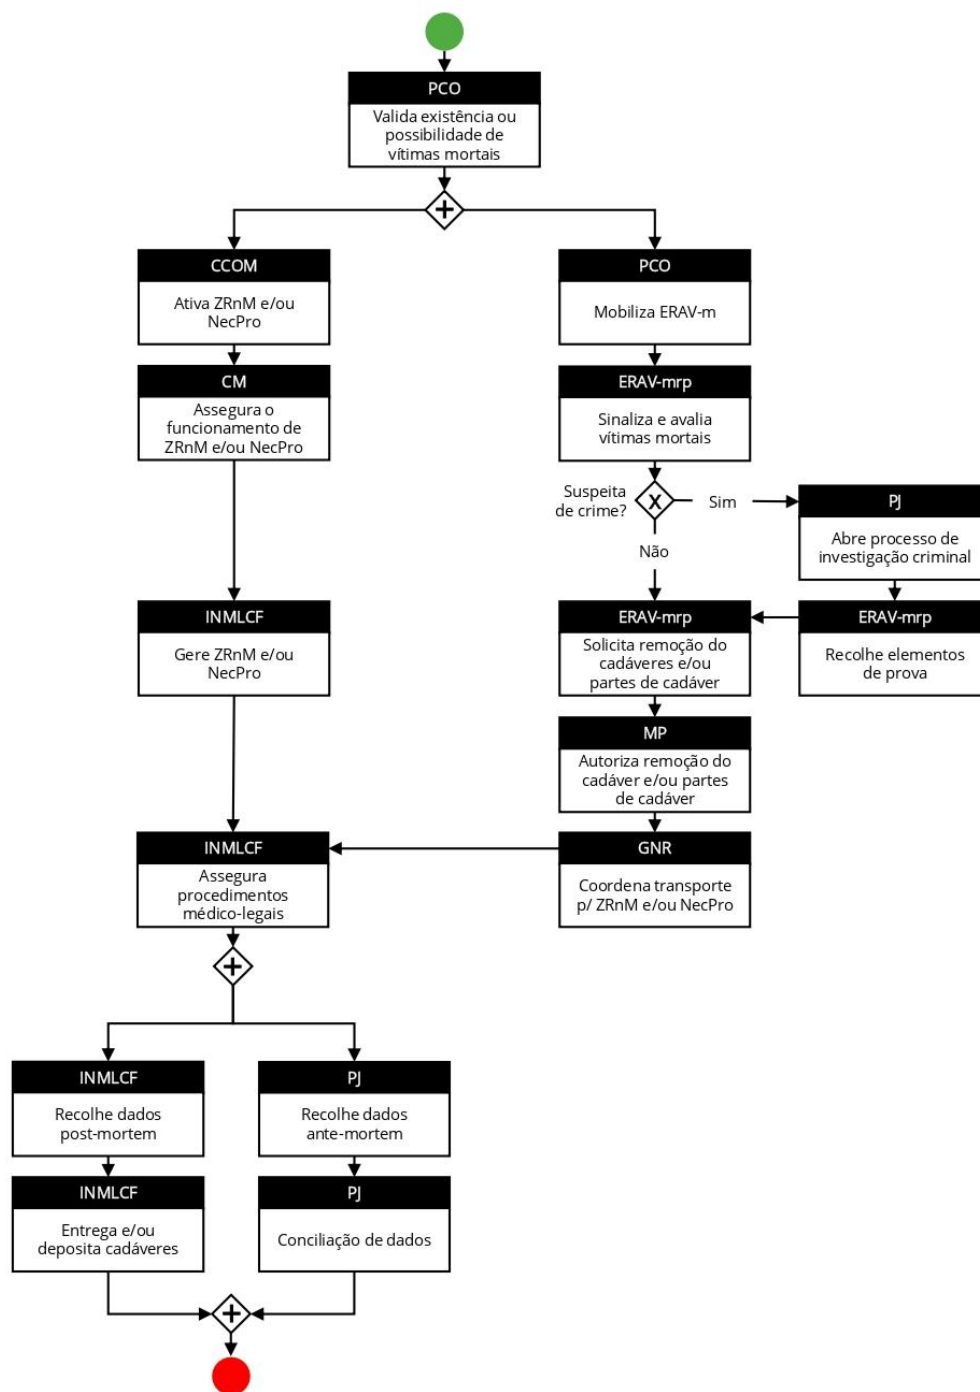 PCO
Valida existência ou
possibilidade de
vítimas mortais
CCOM
Ativa ZRnM e/ou
NecPro
PCO
Mobiliza ERAV-m
CM
Assegura o
funcionamento de
ZRnM e/ou NecPro
ERAV-mrp
Sinaliza e avalia
vítimas mortais
Suspeita
de crime?
X
Sim
Não
PJ
Abre processo de
investigação criminal
INMLCF
Gere ZRnM e/ou
NecPro
ERAV-mrp
Solicita remoção do
cadáveres e/ou
partes de cadáver
ERAV-mrp
Recolhe elementos
de prova
MP
Autoriza remoção do
cadáver e/ou partes
de cadáver
INMLCF
Assegura
procedimentos
médico-legais
GNR
Coordena transporte
p/ ZRnM e/ou NecPro
INMLCF
Recolhe dados
post-mortem
PJ
Recolhe dados
ante-mortem
INMLCF
Entrega e/ou
deposita cadáveres
PJ
Conciliação de dados